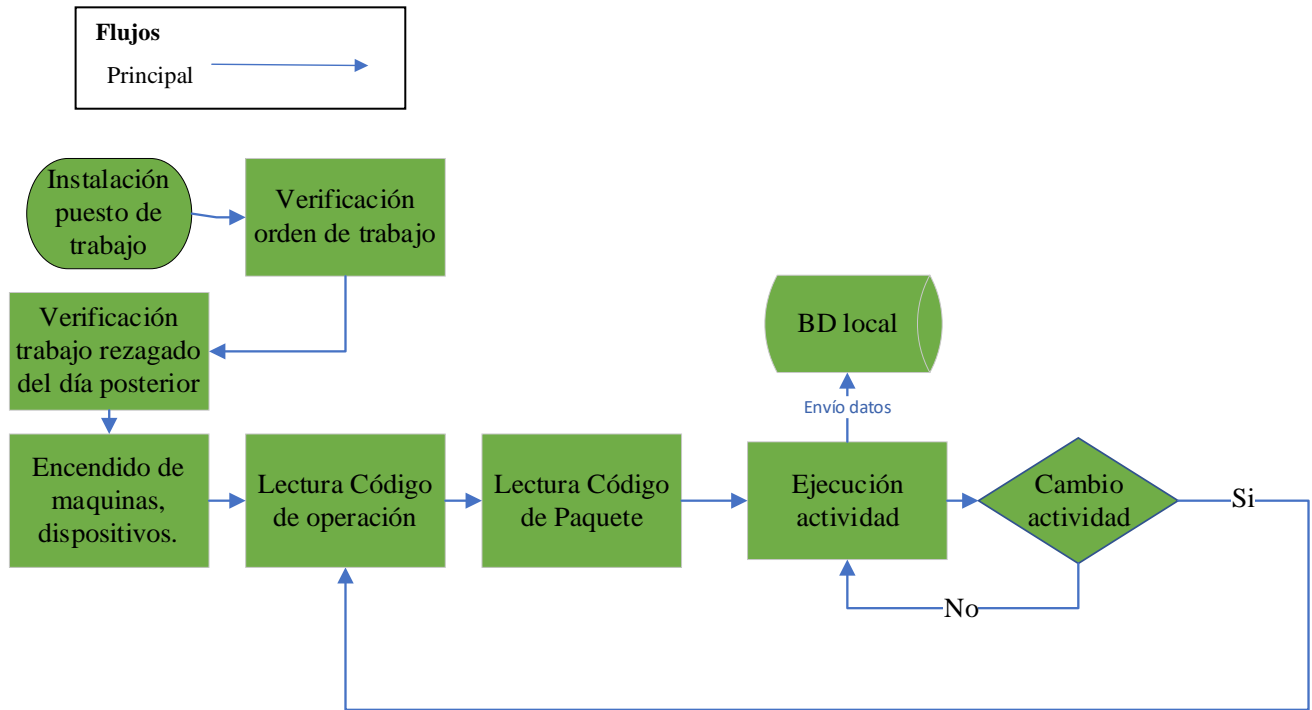 Flujos
Principal
Instalación
puesto de
trabajo
Verificación
orden de trabajo
Verificación
trabajo rezagado
del día posterior
BD local
Envío datos
Encendido de
maquinas,
dispositivos.
Lectura Código
de operación
Lectura Código
de Paquete
Ejecución
actividad
Cambio
actividad
Si
No